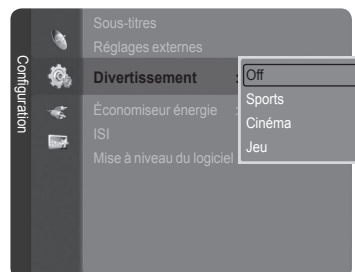 Configuration
Sous-titres
Réglages externes
Divertissement :
Économiseur énergie :
ISI
Mise à niveau du logiciel
Off
Sports
Cinéma
Jeu